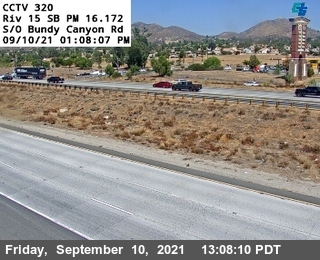 CCTV 320
Riv 15 SB PM 16.172
S/O Bundy Canyon Rd
09/10/21 01:08:07 PM
Friday, September 10, 2021 13:08:10 PDT